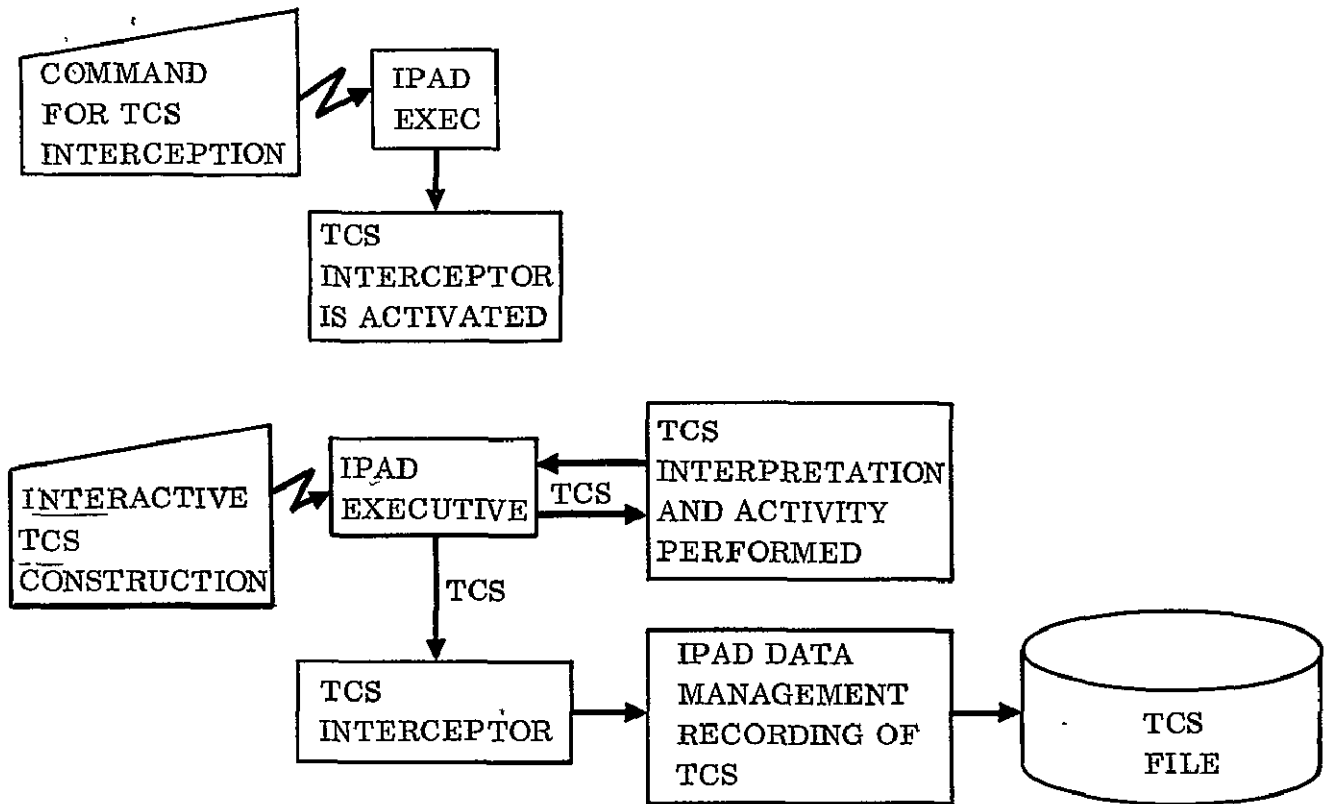 COMMAND
FOR TCS
INTERCEPTION
IPAD
EXEC
TCS
INTERCEPTOR
IS ACTIVATED
INTERACTIVE
TCS
CONSTRUCTION
IPAD
EXECUTIVE
TCS
TCS
INTERPRETATION
AND ACTIVITY
PERFORMED
TCS
TCS
INTERCEPTOR
IPAD DATA
MANAGEMENT
RECORDING OF
TCS
TCS
FILE